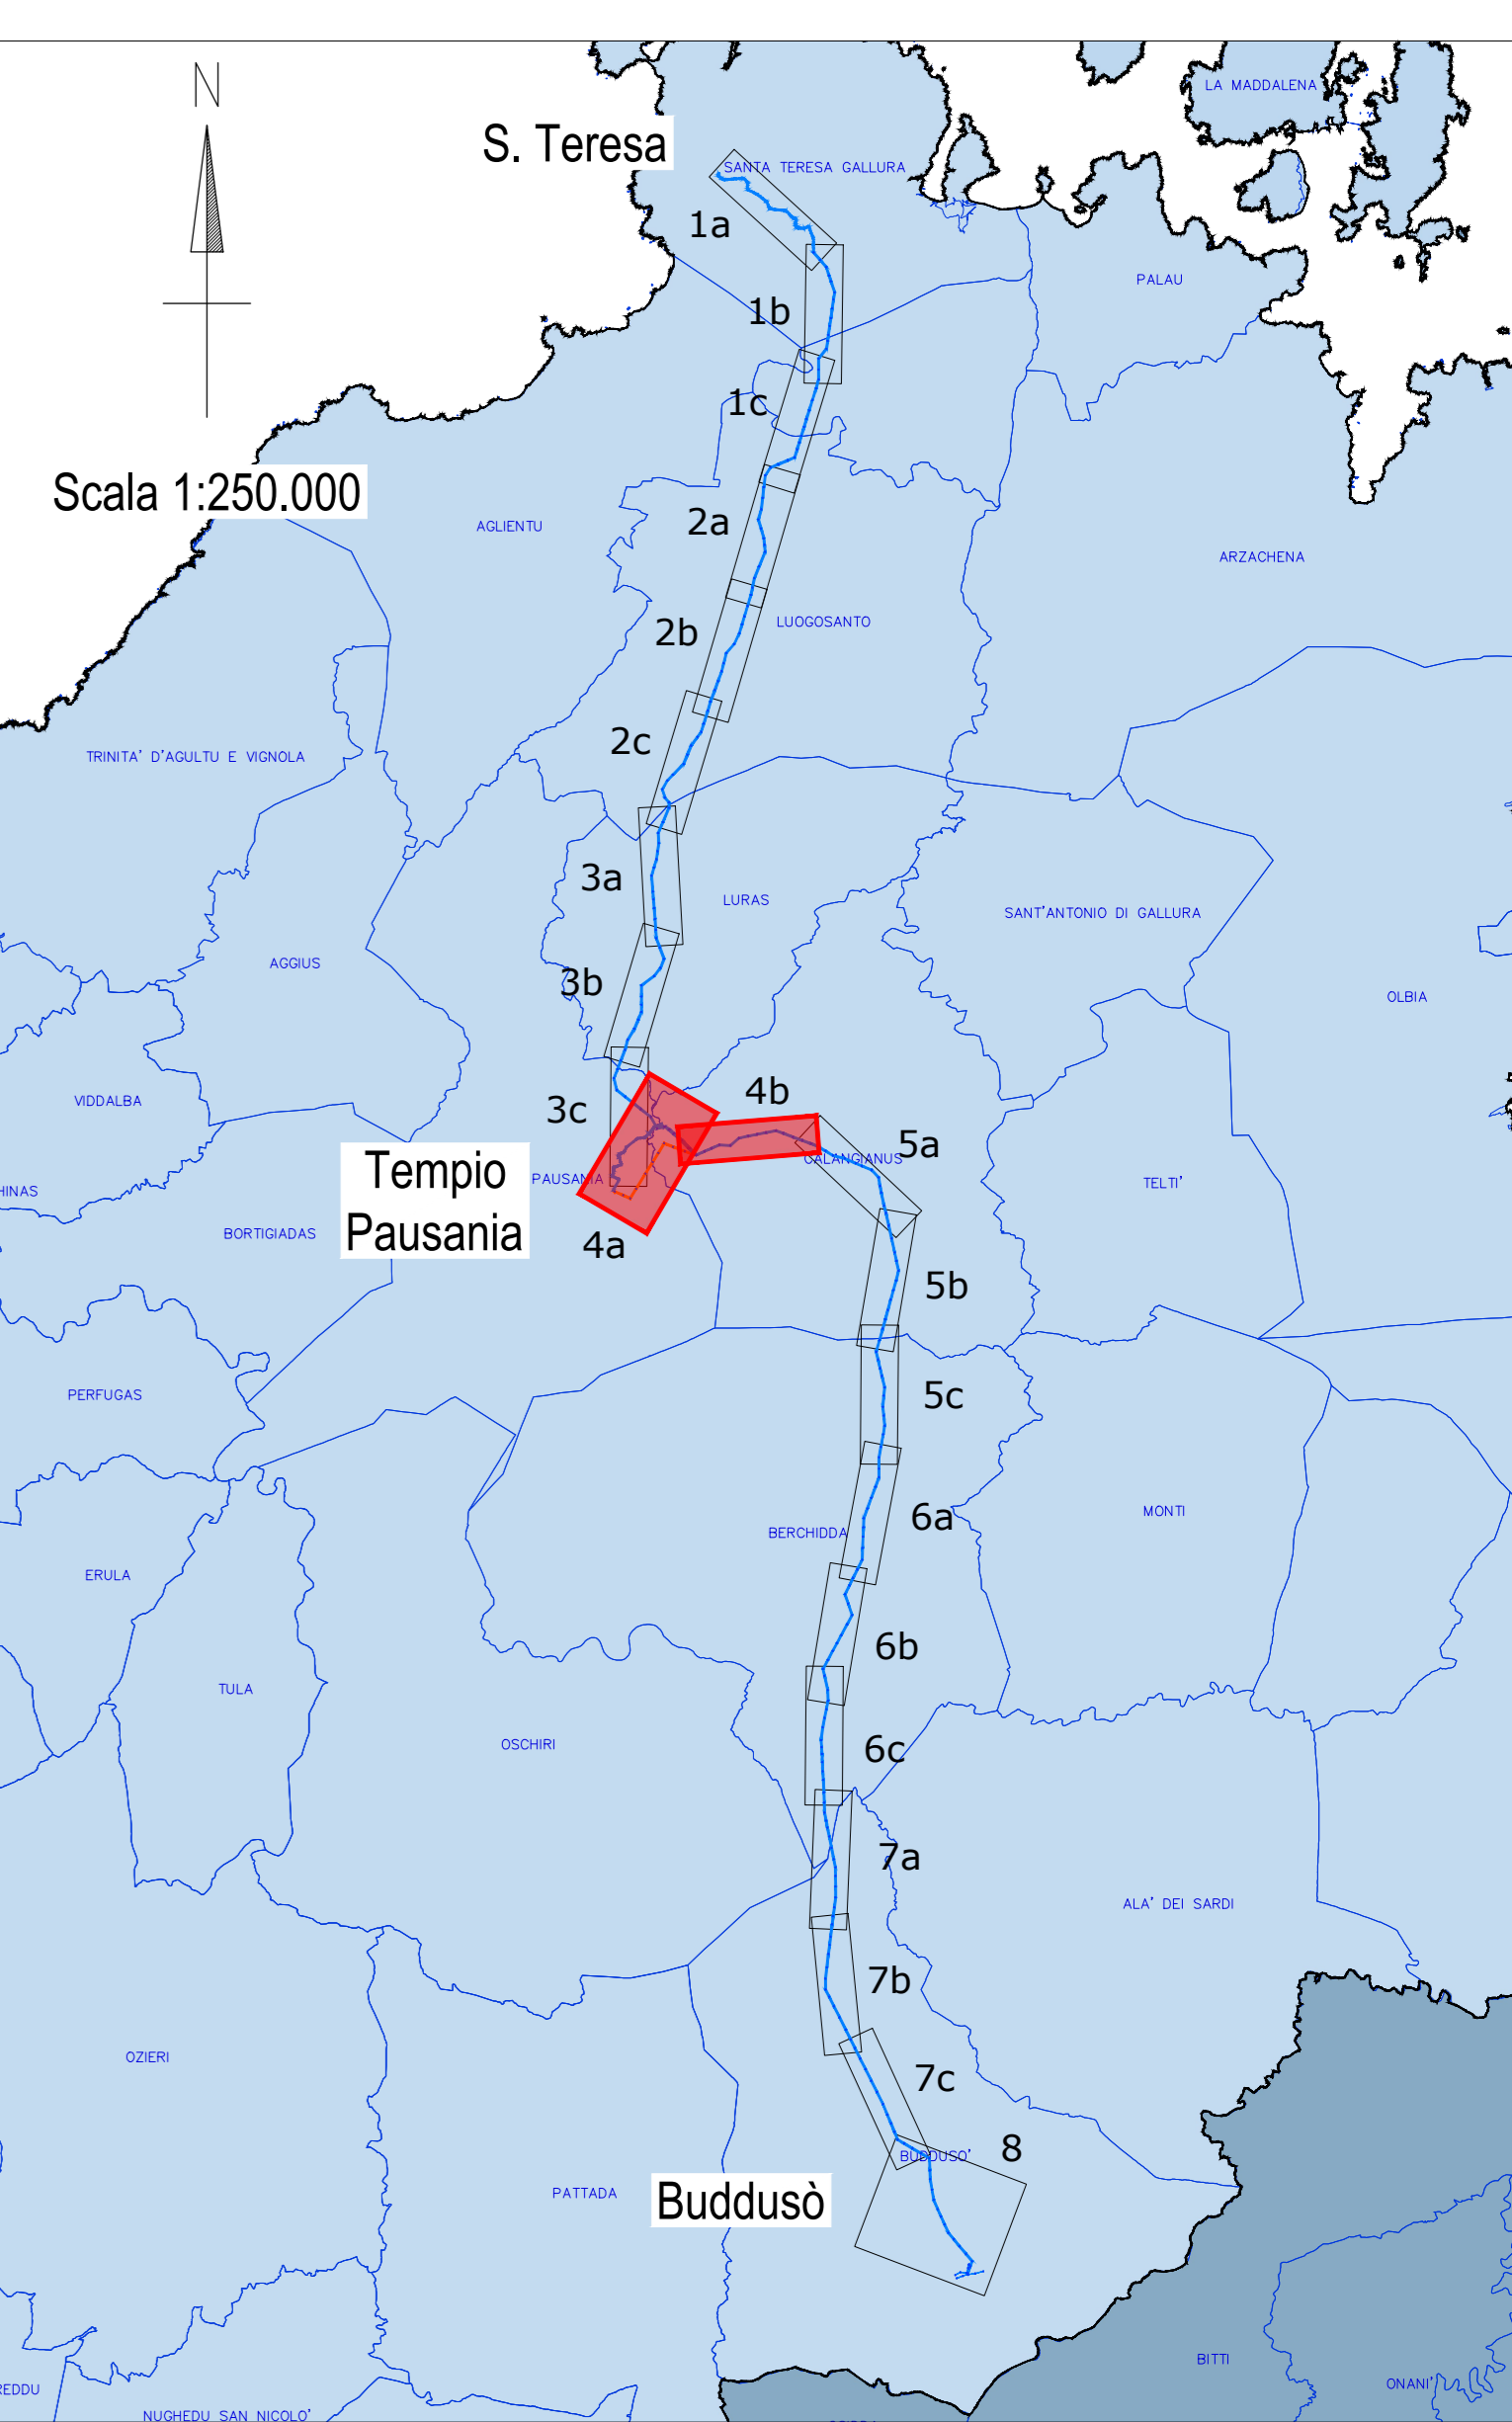 N
LA MADDALENA
S. Teresa
SANTA TERESA GALLURA
1a
PALAU
1b
1c
Scala 1:250.000
2a
AGLIENTU
ARZACHENA
2b
LUOGOSANTO
2c
TRINITA' D'AGULTU E VIGNOLA
3a
LURAS
SANT'ANTONIO DI GALLURA
AGGIUS
3b
OLBIA
VIDDALBA
4b
3c
5a
CALANGIANUS
Tempio
Pausania
PAUSANIA
TELTI'
HINAS
BORTIGIADAS
4a
5b
PERFUGAS
5c
MONTI
6a
BERCHIDDA
ERULA
6b
TULA
OSCHIRI
6c
7a
ALA' DEI SARDI
7b
OZIERI
7c
8
BUDDUSO'
PATTADA
Buddusò
BITTI
ONANI'
REDDU
NUGHEDU SAN NICOLO'